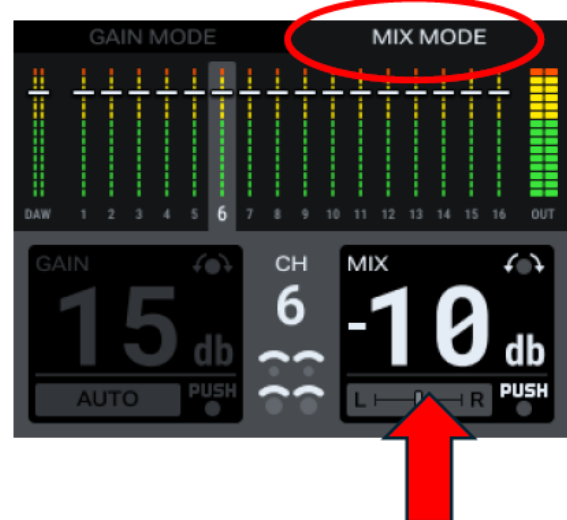 GAIN MODE MIX MODE
DAW 1 2 3 4 5 6 7 8 9 10 11 12 13 14 15 16 OUT
GAIN CH MIX
15 db 6 -10 db
AUTO PUSH L R PUSH